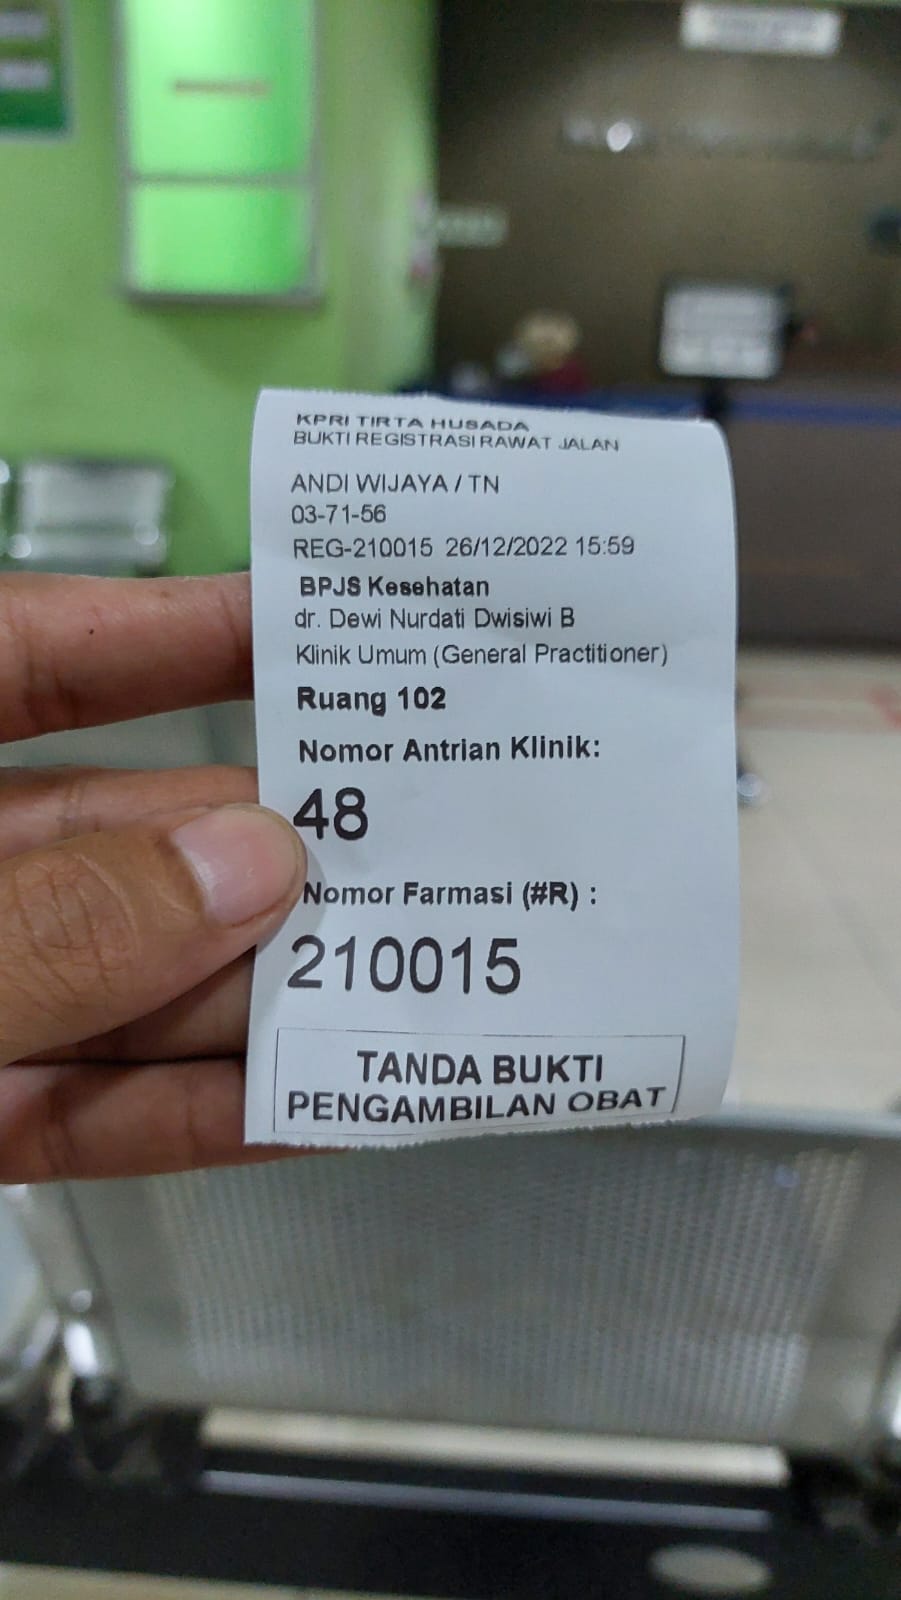 KPRI TIRTA HUSADA
BUKTI REGISTRASI RAWAT JALAN
ANDI WIJAYA / TN
03-71-56
REG-210015 26/12/2022 15:59
BPJS Kesehatan
dr. Dewi Nurdati Dwisiwi B
Klinik Umum (General Practitioner)
Ruang 102
Nomor Antrian Klinik:
48
Nomor Farmasi (#R) :
210015
TANDA BUKTI
PENGAMBILAN OBAT